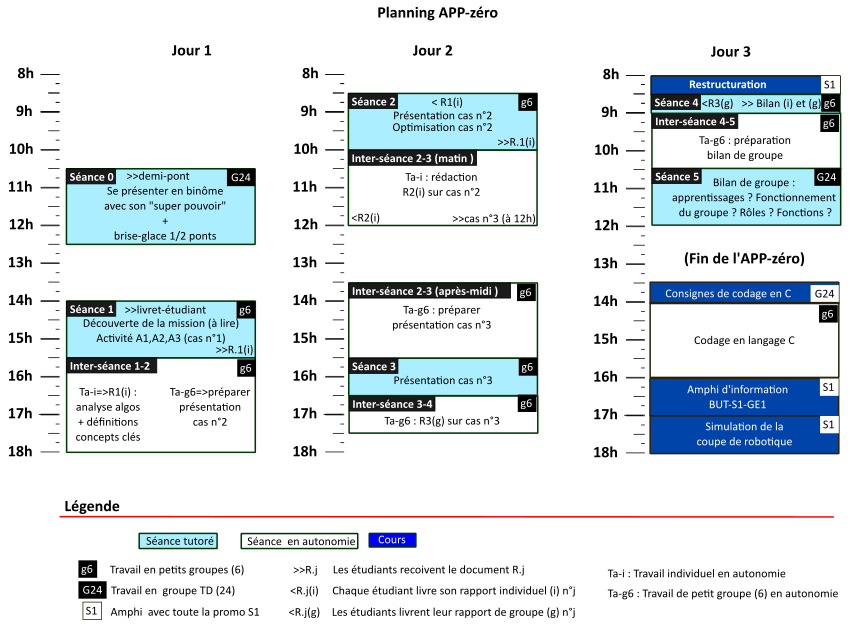 Planning APP-zéro
Jour 1
8h
9h
10h
11h
12h
13h
14h
15h
16h
17h
18h
Séance 0 >>demi-pont G24
Se présenter en binôme
avec son "super pouvoir"
+
brise-glace 1/2 ponts
Séance 1 >>livret-étudiant g6
Découverte de la mission (à lire)
Activité A1,A2,A3 (cas n°1)
>>R.1(i)
Inter-séance 1-2 g6
Ta-i=>R1(i) :
analyse algos
+ définitions
concepts clés
Ta-g6=>préparer
présentation
cas n°2
Jour 2
8h
9h
10h
11h
12h
13h
14h
15h
16h
17h
18h
Séance 2 < R1(i) g6
Présentation cas n°2
Optimisation cas n°2
>>R.1(i)
Inter-séance 2-3 (matin )
Ta-i : rédaction
R2(i) sur cas n°2
<R2(i) >>cas n°3 (à 12h)
Inter-séance 2-3 (après-midi ) g6
Ta-g6 : préparer
présentation cas n°3
Séance 3 g6
Présentation cas n°3
Inter-séance 3-4 g6
Ta-g6 : R3(g) sur cas n°3
Jour 3
8h
9h
10h
11h
12h
13h
14h
15h
16h
17h
18h
Restructuration S1
Séance 4 <R3(g) >> Bilan (i) et (g) g6
Inter-séance 4-5 g6
Ta-g6 : préparation
bilan de groupe
Séance 5 G24
Bilan de groupe :
apprentissages ? Fonctionnement
du groupe ? Rôles ? Fonctions ?
(Fin de l'APP-zéro)
Consignes de codage en C G24
g6
Codage en langage C
Amphi d'information S1
BUT-S1-GE1
Simulation de la S1
coupe de robotique
Légende
Séance tutoré
Séance en autonomie
Cours
g6 Travail en petits groupes (6)
G24 Travail en groupe TD (24)
S1 Amphi avec toute la promo S1
>>R.j Les étudiants recoivent le document R.j
<R.j(i) Chaque étudiant livre son rapport individuel (i) n°j
<R.j(g) Les étudiants livrent leur rapport de groupe (g) n°j
Ta-i : Travail individuel en autonomie
Ta-g6 : Travail de petit groupe (6) en autonomie